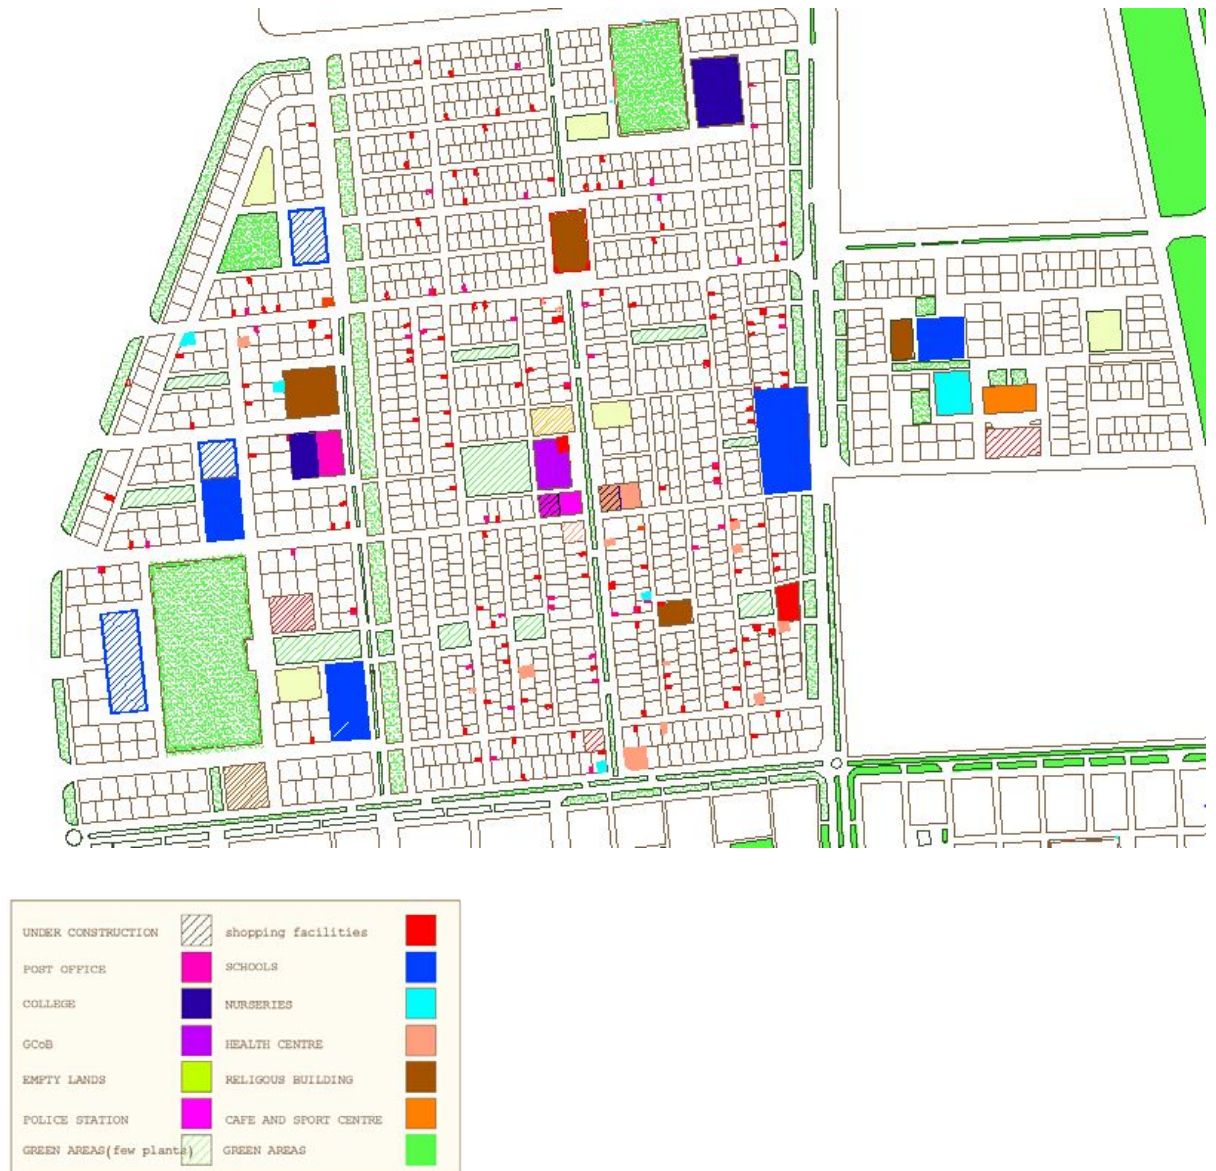 UNDER CONSTRUCTION shopping facilities
POST OFFICE SCHOOLS
COLLEGE NURSERIES
GCoB HEALTH CENTRE
EMPTY LANDS RELIGOUS BUILDING
POLICE STATION CAFE AND SPORT CENTRE
GREEN AREAS(few plants) GREEN AREAS